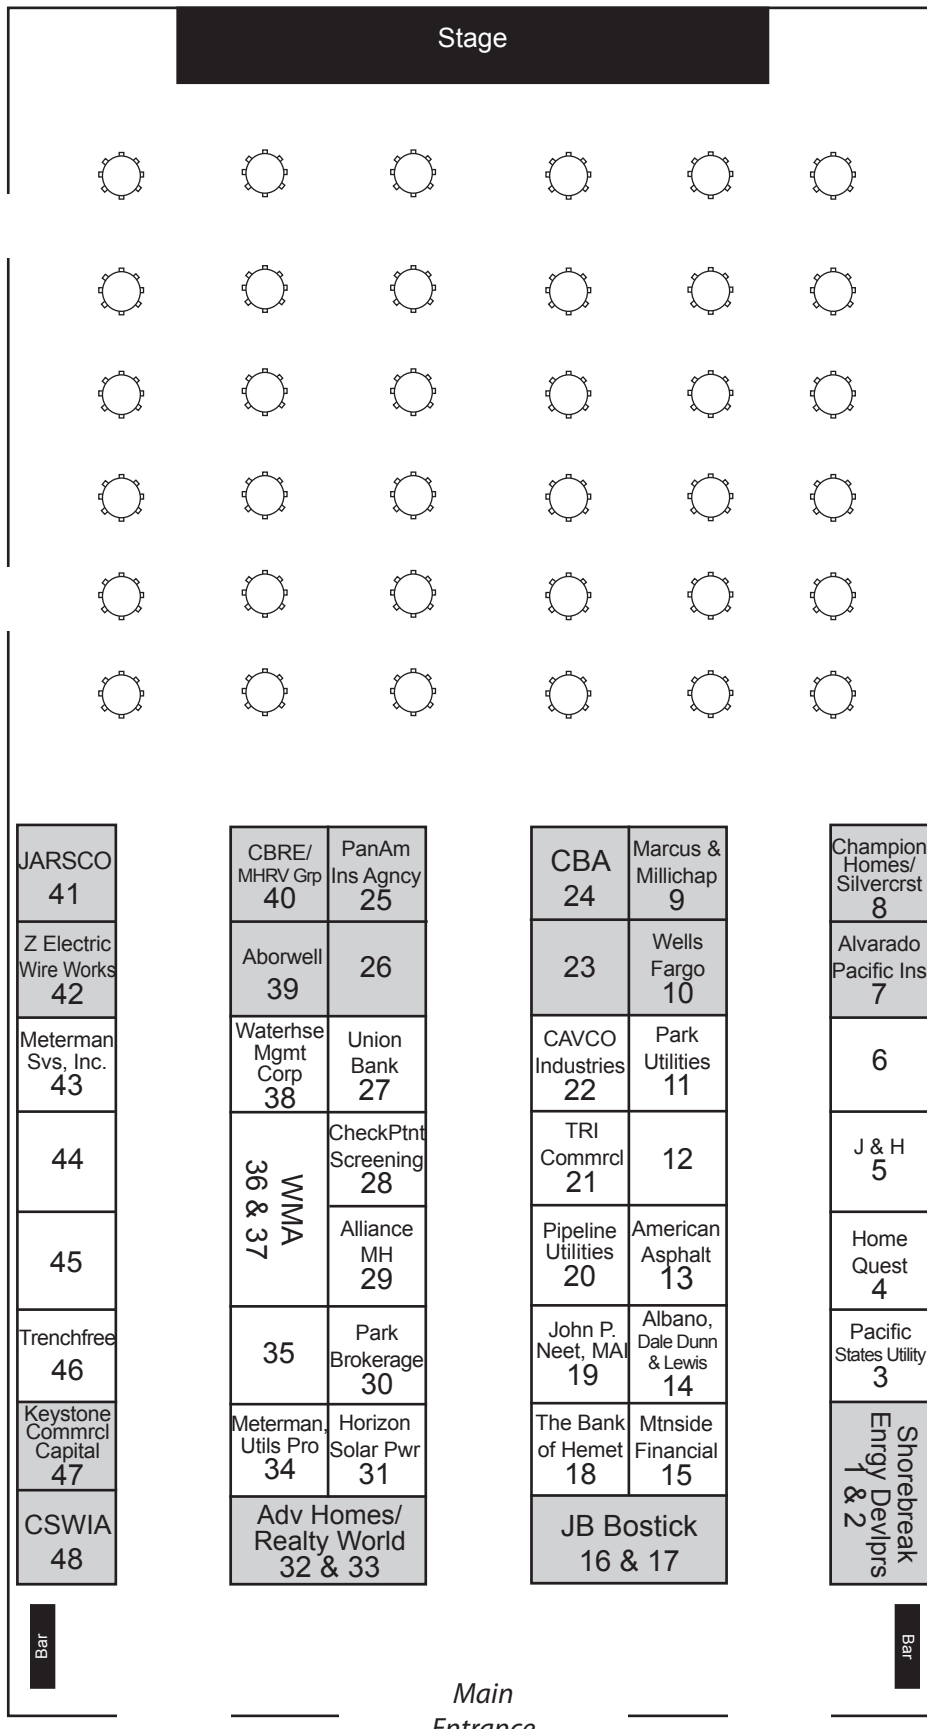 Stage
JARSCO
41
Z Electric
Wire Works
42
Meterman
Svs, Inc.
43
44
45
Trenchfree
46
Keystone
Commrcl
Capital
47
CSWIA
48
CBRE/
MHRV Grp
40
Aborwell
39
Waterhse
Mgmt
Corp
38
WMA
36 & 37
35
Meterman,
Utils Pro
34
PanAm
Ins Agncy
25
26
Union
Bank
27
CheckPtnt
Screening
28
Alliance
MH
29
Park
Brokerage
30
Horizon
Solar Pwr
31
Adv Homes/
Realty World
32 & 33
CBA
24
23
CAVCO
Industries
22
TRI
Commrcl
21
Pipeline
Utilities
20
John P.
Neet, MAI
19
The Bank
of Hemet
18
Marcus &
Millichap
9
Wells
Fargo
10
Park
Utilities
11
12
American
Asphalt
13
Albano,
Dale Dunn
& Lewis
14
Mtnside
Financial
15
JB Bostick
16 & 17
Champion
Homes/
Silvercrst
8
Alvarado
Pacific Ins
7
6
J & H
5
Home
Quest
4
Pacific
States Utility
3
Shorebreak
Enrgy Devlprs
1 & 2
Bar
Bar
Main
Entrance